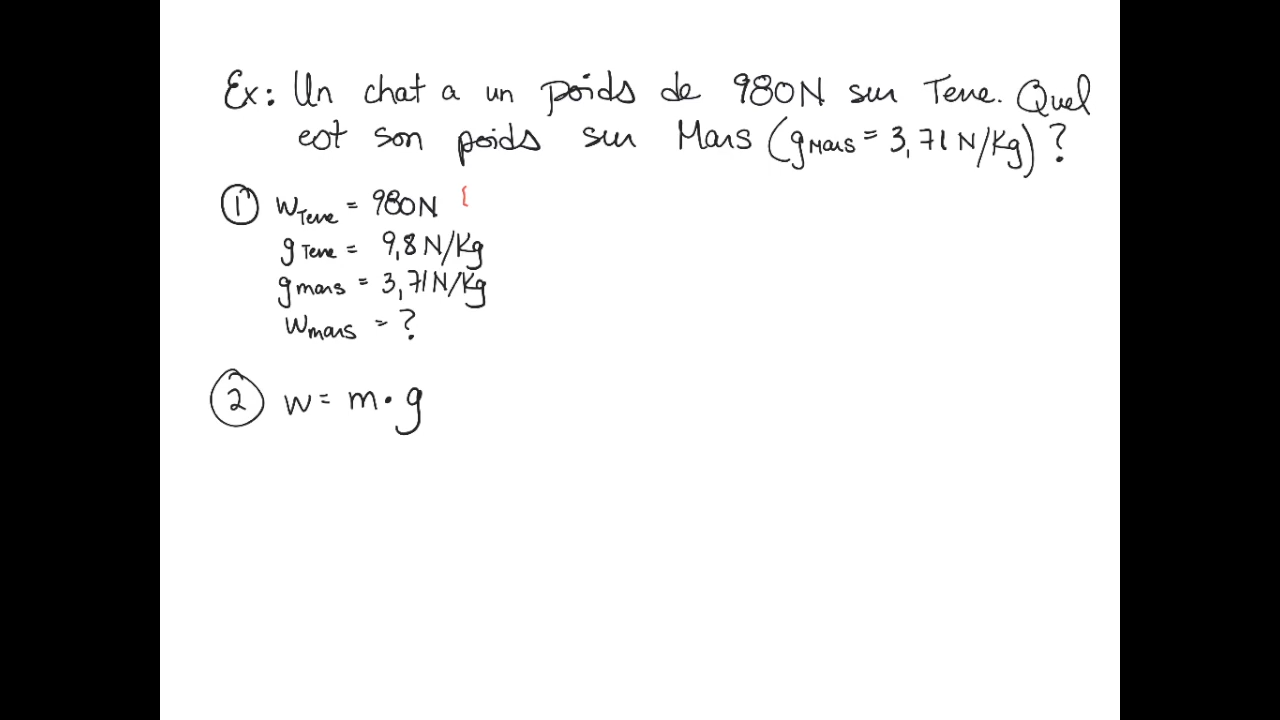 Ex: Un chat a un poids de 980N sur Terre. Quel
est son poids sur Mars (gMars = 3,71 N/Kg) ?
① wTerre = 980N {
gTerre = 9,8 N/Kg
gmars = 3,71 N/Kg
wmars = ?
② w = m · g